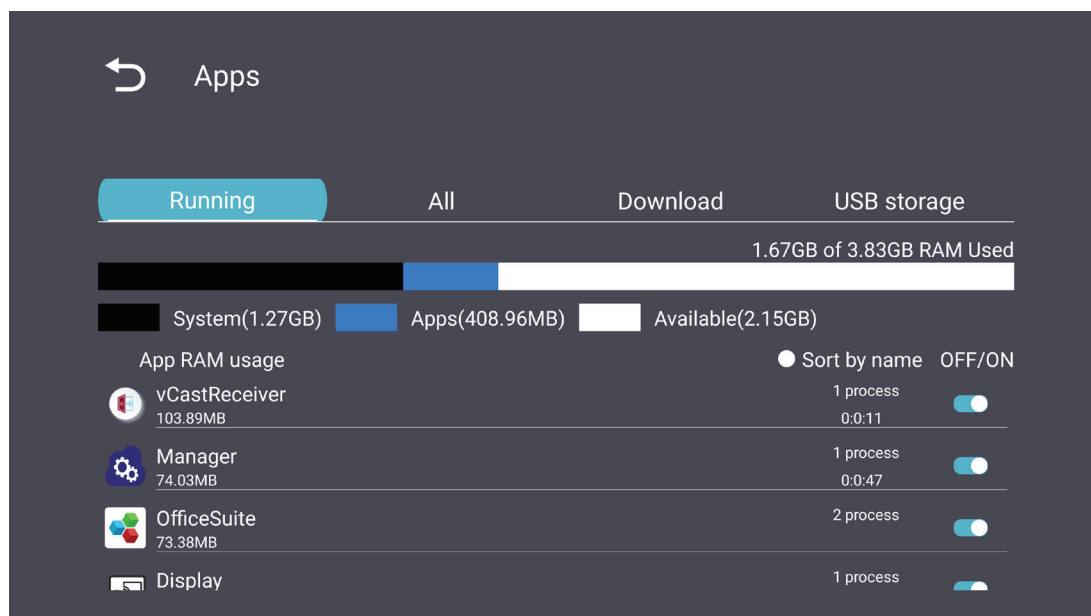 Apps
Running All Download USB storage
1.67GB of 3.83GB RAM Used
System(1.27GB) Apps(408.96MB) Available(2.15GB)
App RAM usage Sort by name OFF/ON
vCastReceiver 1 process
103.89MB 0:0:11
Manager 1 process
74.03MB 0:0:47
OfficeSuite 2 process
73.38MB
Display 1 process